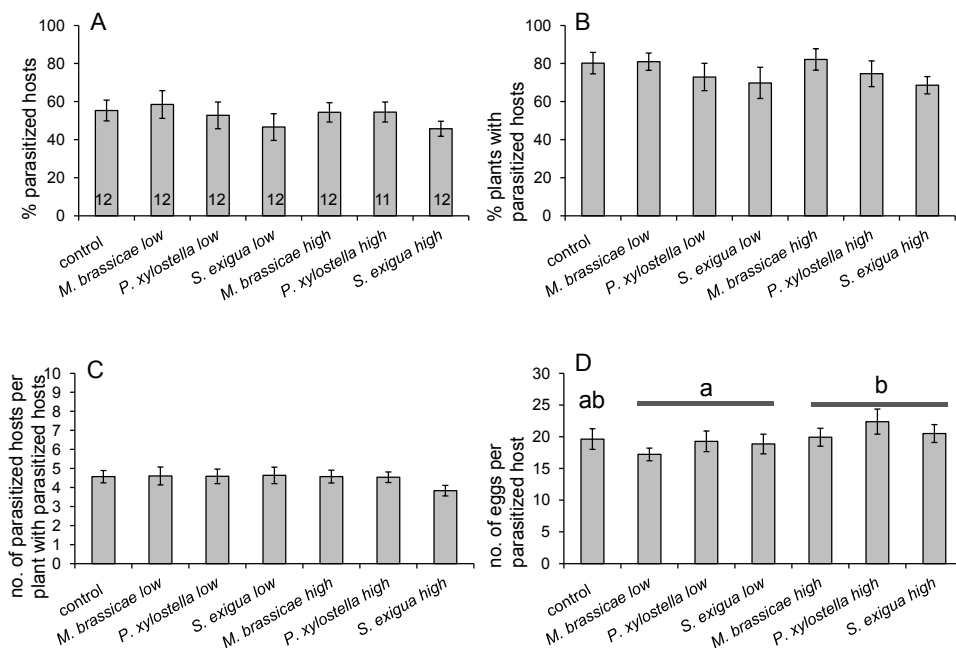 A
% parasitized hosts
100
80
60
40
20
0
12
12
12
12
12
11
12
control
M. brassicae low
P. xylostella low
S. exigua low
M. brassicae high
P. xylostella high
S. exigua high
B
% plants with
parasitized hosts
100
80
60
40
20
0
control
M. brassicae low
P. xylostella low
S. exigua low
M. brassicae high
P. xylostella high
S. exigua high
C
no. of parasitized hosts per
plant with parasitized hosts
10
9
8
7
6
5
4
3
2
1
0
control
M. brassicae low
P. xylostella low
S. exigua low
M. brassicae high
P. xylostella high
S. exigua high
D
no. of eggs per
parasitized host
30
25
20
15
10
5
0
ab
a
b
control
M. brassicae low
P. xylostella low
S. exigua low
M. brassicae high
P. xylostella high
S. exigua high